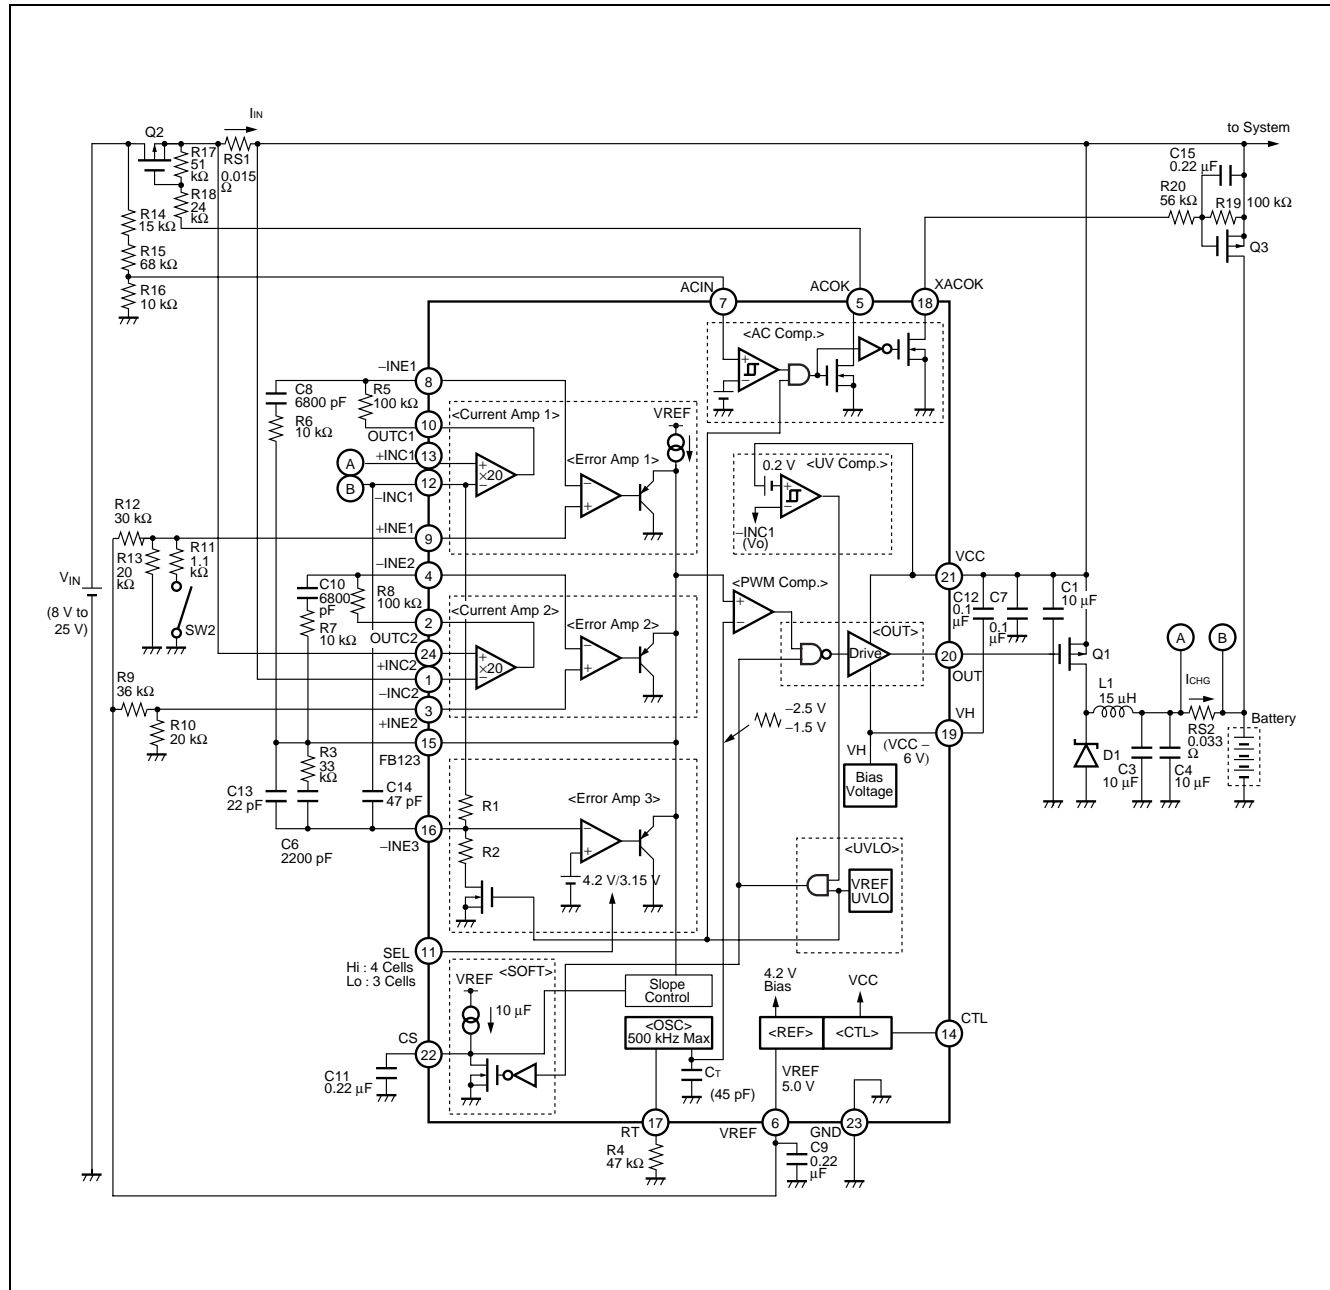 to System
IIN
Q2
R17
51
kΩ
RS1
0.015
Ω
R18
24
kΩ
R14
15 kΩ
R15
68 kΩ
R16
10 kΩ
C15
0.22 μF
R20
56 kΩ
R19
100 kΩ
Q3
ACIN
7
ACOK
5
XACOK
18
<AC Comp.>
+
−
−INE1
8
C8
6800 pF
R5
100 kΩ
R6
10 kΩ
10
OUTC1
+INC1
13
A
B
12
−INC1
<Current Amp 1>
+
×20
−
VREF
<Error Amp 1>
−
+
0.2 V
<UV Comp.>
+
−
−INC1
(Vo)
R12
30 kΩ
+INE1
9
R13
20
kΩ
R11
1.1
kΩ
SW2
−INE2
4
VIN
(8 V to
25 V)
C10
6800
pF
R8
100 kΩ
R7
10 kΩ
2
OUTC2
24
+INC2
1
−INC2
3
+INE2
<Current Amp 2>
+
×20
−
<Error Amp 2>
−
+
<PWM Comp.>
+
−
<OUT>
Drive
VCC
21
C12
0.1
μF
C7
0.1
μF
C1
10 μF
20
OUT
Q1
A
B
ICHG
L1
15 μH
RS2
0.033
Ω
Battery
VH
19
(VCC −
6 V)
VH
Bias
Voltage
D1
C3
10 μF
C4
10 μF
−2.5 V
−1.5 V
R9
36 kΩ
R10
20 kΩ
15
FB123
R3
33
kΩ
C13
22 pF
C14
47 pF
C6
2200 pF
16
−INE3
R1
R2
<Error Amp 3>
−
+
4.2 V/3.15 V
<UVLO>
VREF
UVLO
11
SEL
Hi : 4 Cells
Lo : 3 Cells
<SOFT>
VREF
10 μF
Slope
Control
<OSC>
500 kHz Max
4.2 V
Bias
VCC
<REF>
<CTL>
14
CTL
CS
22
C11
0.22 μF
CT
(45 pF)
VREF
5.0 V
RT
17
VREF
6
GND
23
R4
47 kΩ
C9
0.22
μF